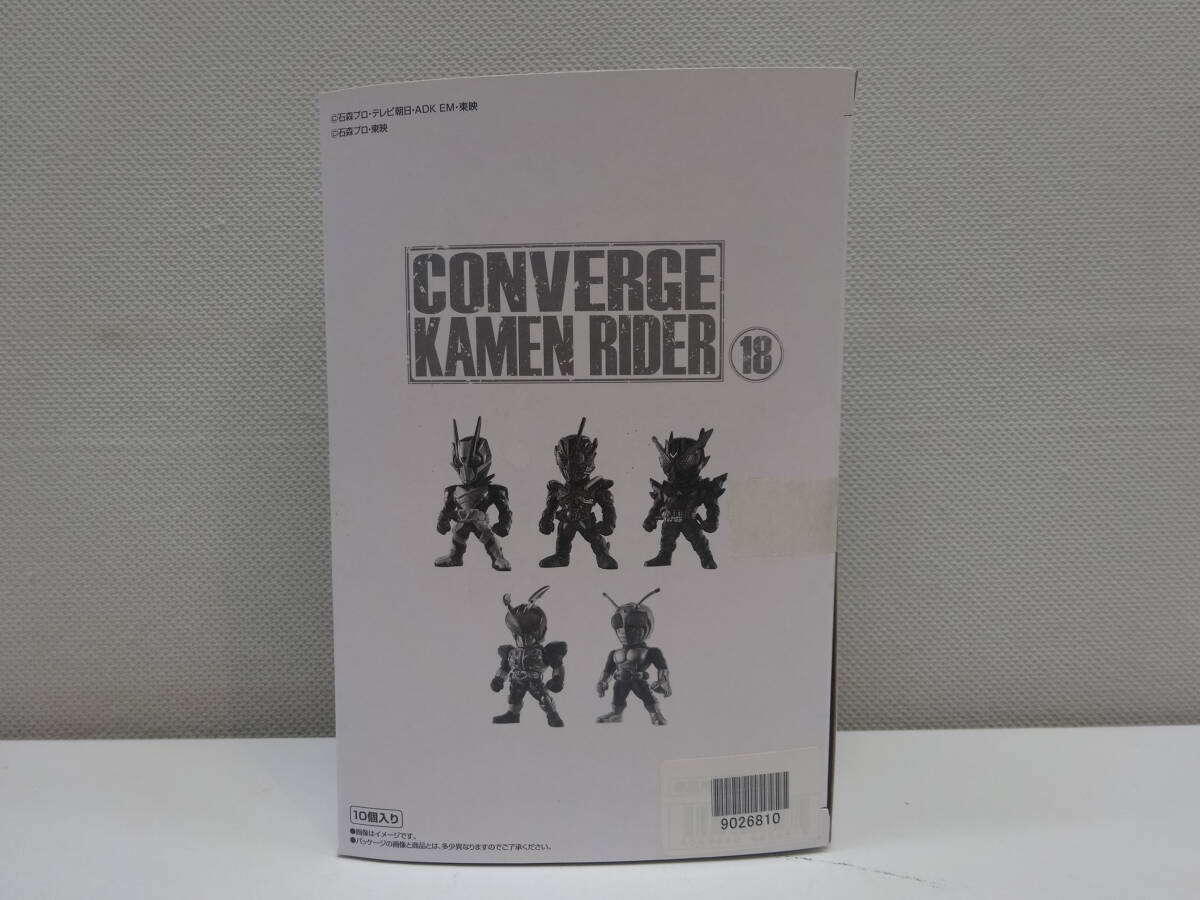 ©石森プロ・テレビ朝日・ADK EM・東映
©石森プロ・東映
CONVERGE
KAMEN RIDER 18
10個入り
●画像はイメージです。
●パッケージの画像と商品とは、多少異なりますのでご了承ください。
9026810